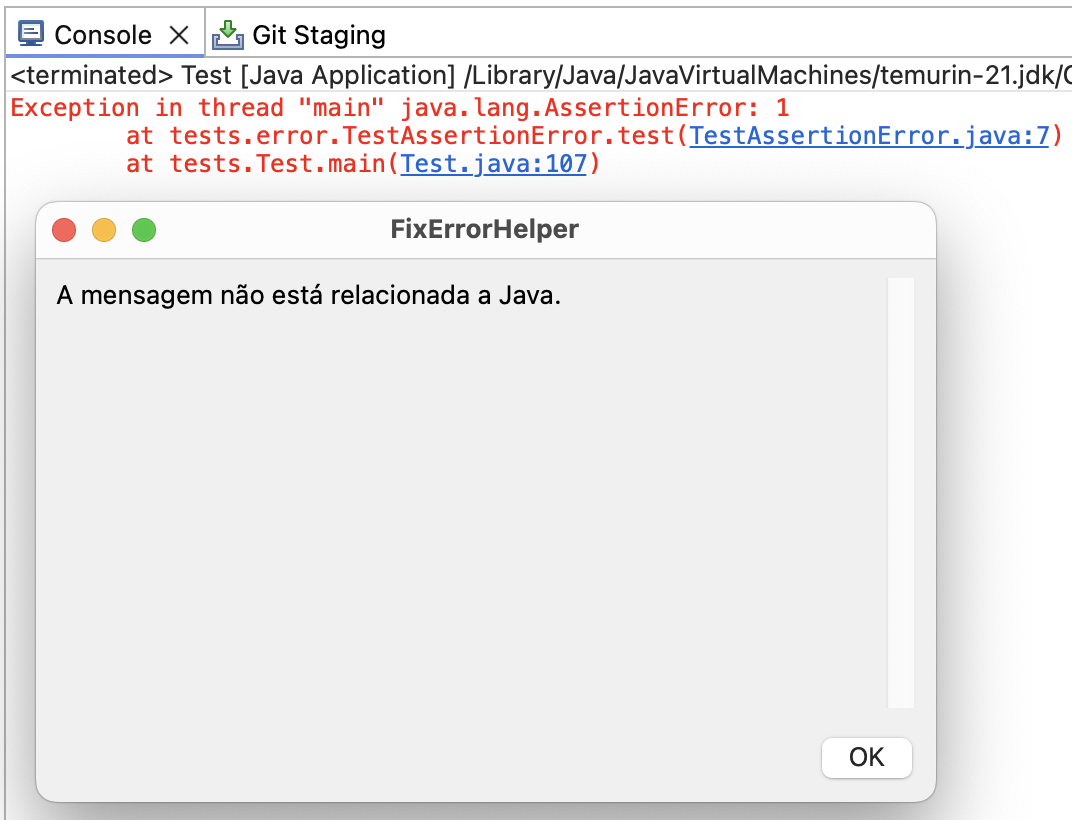 Console Git Staging
<terminated> Test [Java Application] /Library/Java/JavaVirtualMachines/temurin-21.jdk/C
Exception in thread "main" java.lang.AssertionError: 1
at tests.error.TestAssertionError.test(TestAssertionError.java:7)
at tests.Test.main(Test.java:107)
FixErrorHelper
A mensagem não está relacionada a Java.
OK